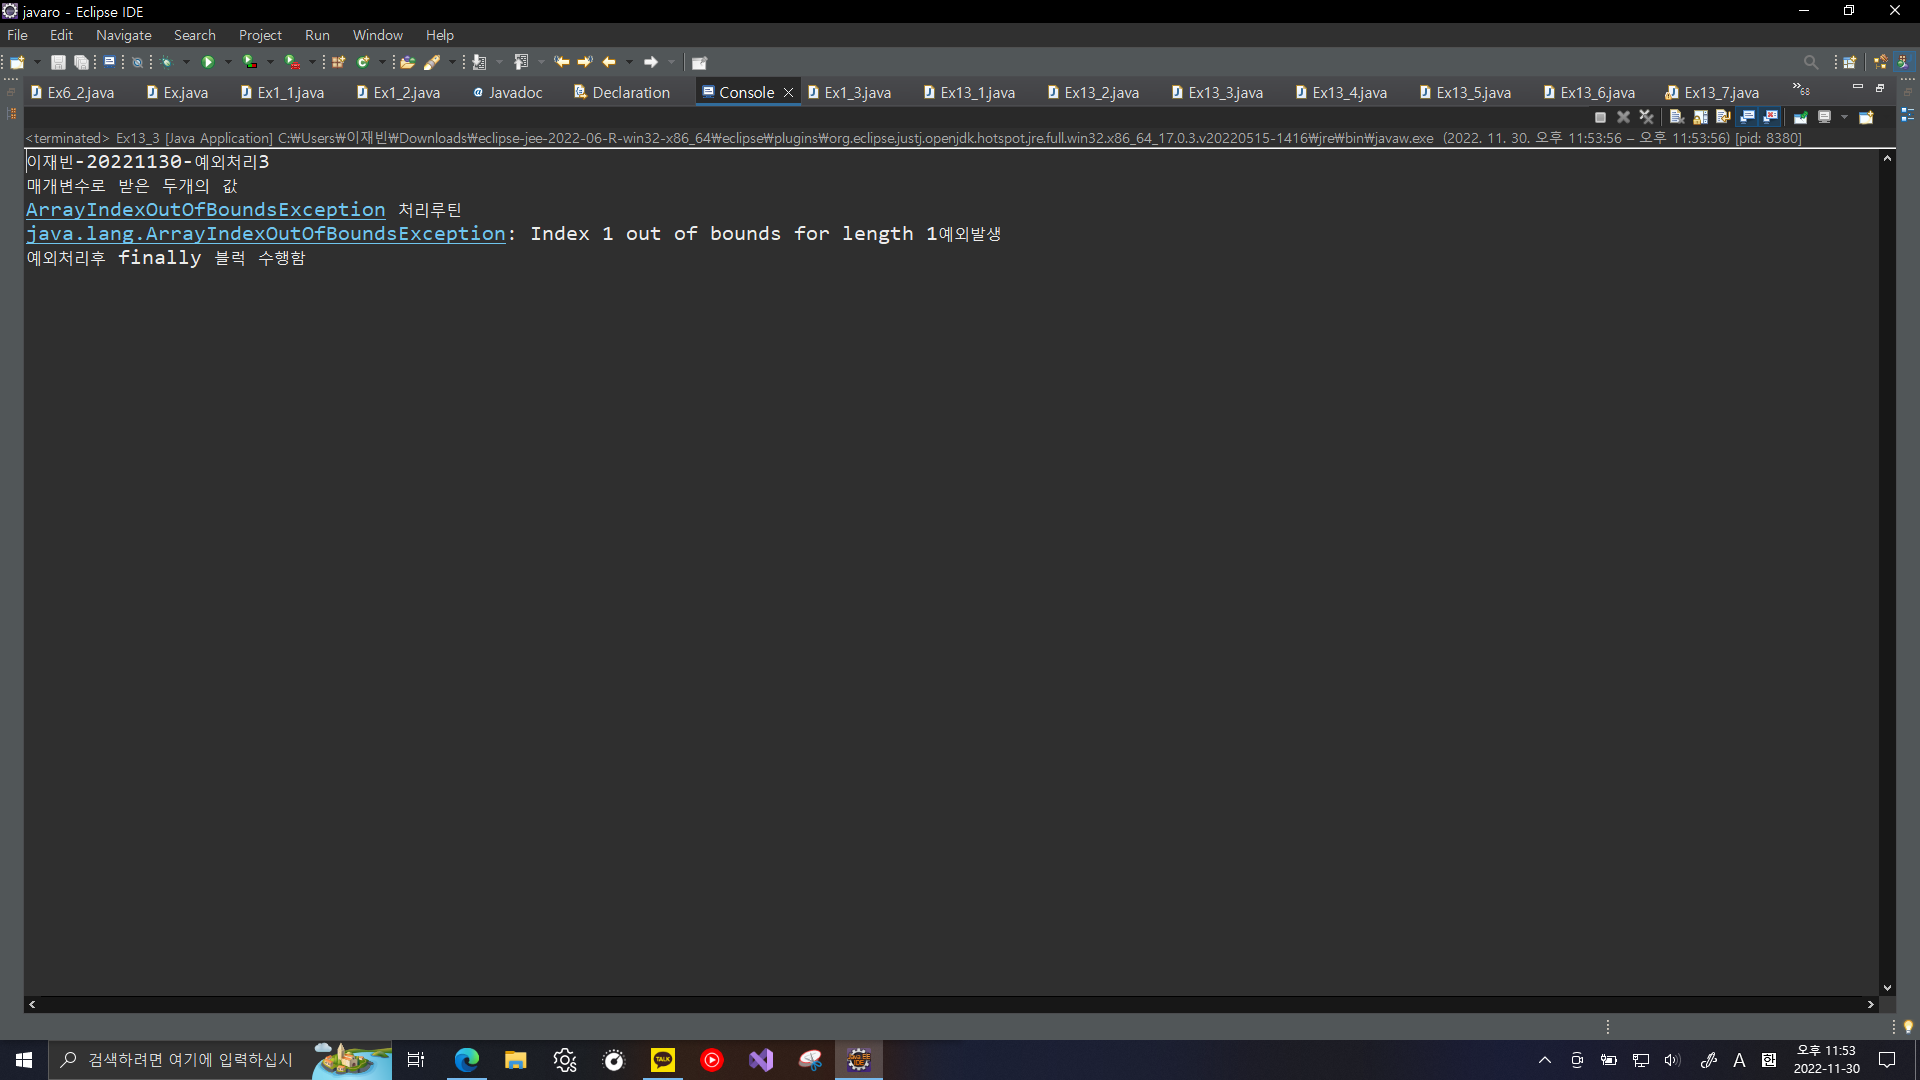 javaro - Eclipse IDE
File Edit Navigate Search Project Run Window Help
Ex6_2.java Ex.java Ex1_1.java Ex1_2.java Javadoc Declaration Console Ex1_3.java Ex13_1.java Ex13_2.java Ex13_3.java Ex13_4.java Ex13_5.java Ex13_6.java Ex13_7.java »68
<terminated> Ex13_3 [Java Application] C:₩Users₩이재빈₩Downloads₩eclipse-jee-2022-06-R-win32-x86_64₩eclipse₩plugins₩org.eclipse.justj.openjdk.hotspot.jre.full.win32.x86_64_17.0.3.v20220515-1416₩jre₩bin₩javaw.exe (2022. 11. 30. 오후 11:53:56 – 오후 11:53:56) [pid: 8380]
이재빈-20221130-예외처리3
매개변수로 받은 두개의 값
ArrayIndexOutOfBoundsException 처리루틴
java.lang.ArrayIndexOutOfBoundsException: Index 1 out of bounds for length 1예외발생
예외처리후 finally 블럭 수행함
검색하려면 여기에 입력하십시
TALK
A
오후 11:53
2022-11-30